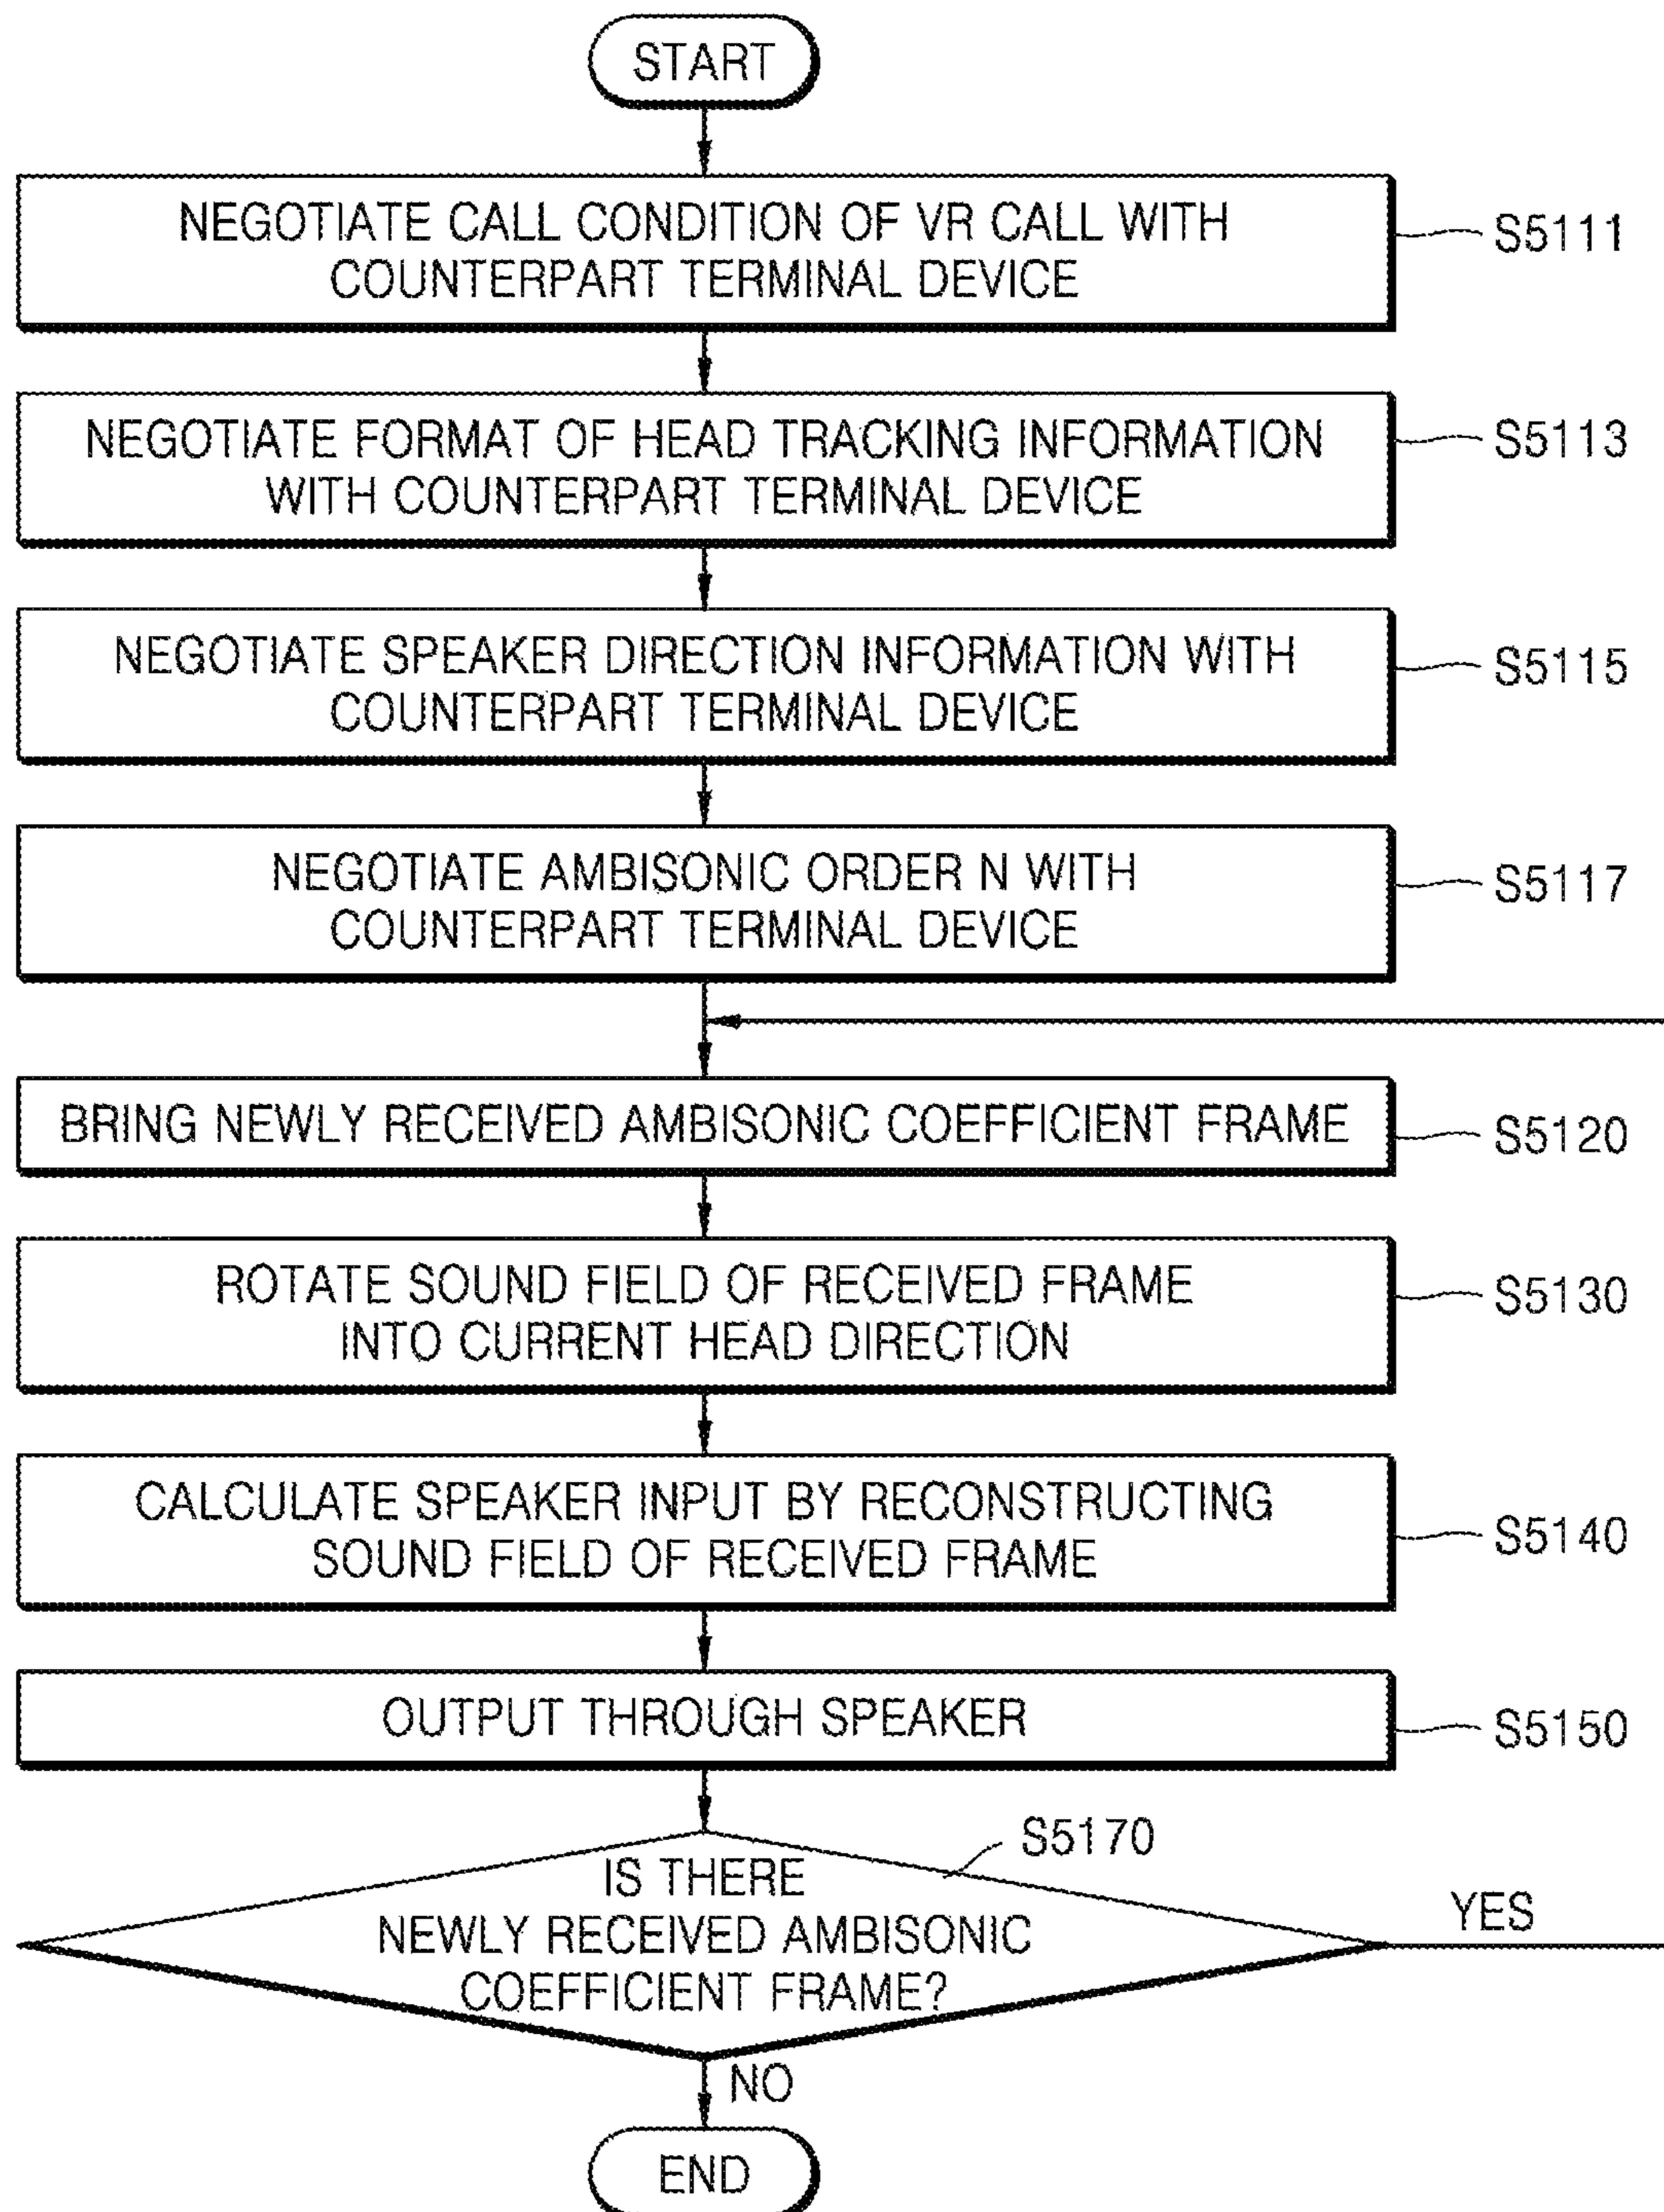 START
NEGOTIATE CALL CONDITION OF VR CALL WITH
COUNTERPART TERMINAL DEVICE
S5111
NEGOTIATE FORMAT OF HEAD TRACKING INFORMATION
WITH COUNTERPART TERMINAL DEVICE
S5113
NEGOTIATE SPEAKER DIRECTION INFORMATION WITH
COUNTERPART TERMINAL DEVICE
S5115
NEGOTIATE AMBISONIC ORDER N WITH
COUNTERPART TERMINAL DEVICE
S5117
BRING NEWLY RECEIVED AMBISONIC COEFFICIENT FRAME
S5120
ROTATE SOUND FIELD OF RECEIVED FRAME
INTO CURRENT HEAD DIRECTION
S5130
CALCULATE SPEAKER INPUT BY RECONSTRUCTING
SOUND FIELD OF RECEIVED FRAME
S5140
OUTPUT THROUGH SPEAKER
S5150
S5170
IS THERE
NEWLY RECEIVED AMBISONIC
COEFFICIENT FRAME?
YES
NO
END